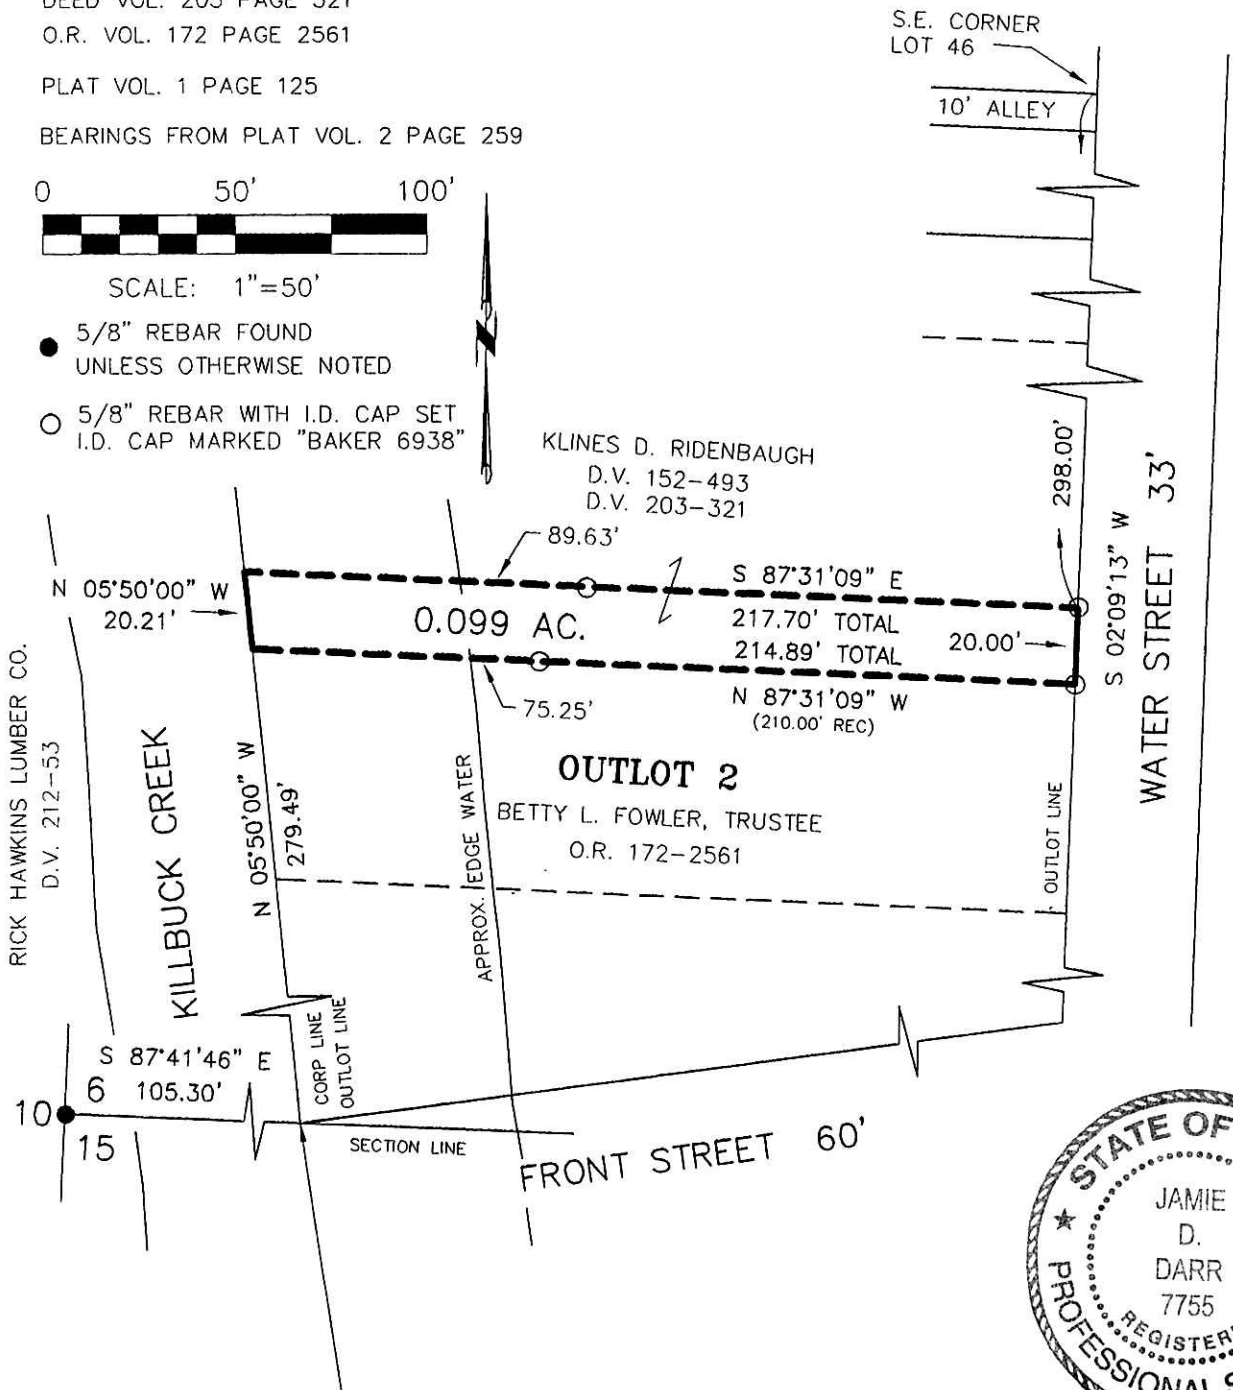 DEED VOL. 203 PAGE 321
O.R. VOL. 172 PAGE 2561
PLAT VOL. 1 PAGE 125
BEARINGS FROM PLAT VOL. 2 PAGE 259
0 50' 100'
SCALE: 1"=50'
5/8" REBAR FOUND
UNLESS OTHERWISE NOTED
5/8" REBAR WITH I.D. CAP SET
I.D. CAP MARKED "BAKER 6938"
S.E. CORNER
LOT 46
10' ALLEY
KLINES D. RIDENBAUGH
D.V. 152-493
D.V. 203-321
89.63'
298.00'
S 02°09'13" W
WATER STREET 33'
N 05°50'00" W
20.21'
S 87°31'09" E
217.70' TOTAL
0.099 AC.
214.89' TOTAL
20.00'
N 87°31'09" W
(210.00' REC)
75.25'
OUTLOT 2
BETTY L. FOWLER, TRUSTEE
O.R. 172-2561
OUTLOT LINE
RICK HAWKINS LUMBER CO.
D.V. 212-53
KILLBUCK CREEK
N 05°50'00" W
279.49'
APPROX. EDGE WATER
CORP LINE
OUTLOT LINE
S 87°41'46" E
105.30'
6
10
15
SECTION LINE
FRONT STREET 60'
STATE OF
JAMIE
D.
DARR
7755
REGISTERE
PROFESSIONAL S